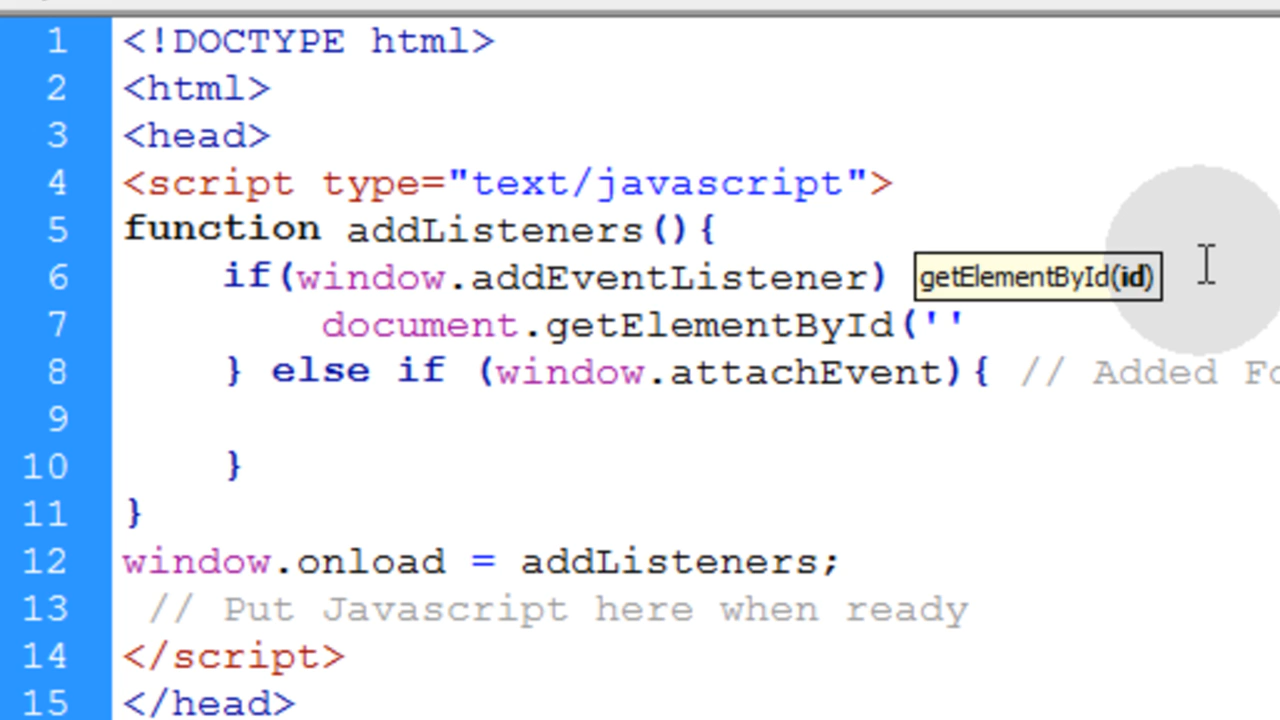 1 <!DOCTYPE html>
2 <html>
3 <head>
4 <script type="text/javascript">
5 function addListeners(){
6 if(window.addEventListener) getElementById(id)
7 document.getElementById(''
8 } else if (window.attachEvent){ // Added
9
10 }
11 }
12 window.onload = addListeners;
13 // Put Javascript here when ready
14 </script>
15 </head>